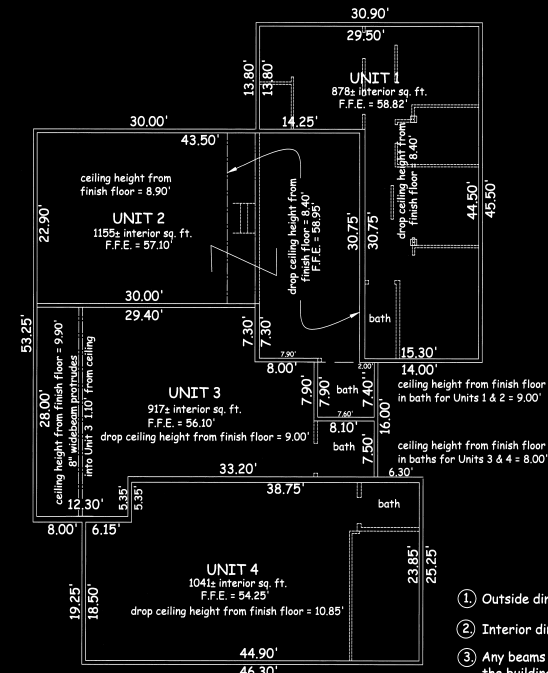 30.90'
29.50'
13.80'
13.80'
UNIT 1
878± interior sq. ft.
F.F.E. = 58.82'
14.25'
30.00'
43.50'
ceiling height from
finish floor = 8.90'
UNIT 2
1155± interior sq. ft.
F.F.E. = 57.10'
22.90'
30.00'
drop ceiling height from
finish floor = 8.40'
F.F.E. = 58.95'
30.75'
30.75'
drop ceiling height from
finish floor = 8.40'
44.50'
45.50'
bath
15.30'
14.00'
29.40'
7.30'
7.30'
7.90'
8.00'
2.00'
53.25'
28.00'
ceiling height from finish floor = 9.90'
8" widebeam protrudes
into Unit 3 1.10' from ceiling
UNIT 3
917± interior sq. ft.
F.F.E. = 56.10'
drop ceiling height from finish floor = 9.00'
7.90'
7.90'
bath
7.40'
7.60'
8.10'
16.00'
bath
7.50'
6.30'
ceiling height from finish floor
in bath for Units 1 & 2 = 9.00'
ceiling height from finish floor
in baths for Units 3 & 4 = 8.00'
33.20'
38.75'
12.30'
5.35'
5.35'
8.00'
6.15'
bath
UNIT 4
1041± interior sq. ft.
F.F.E. = 54.25'
drop ceiling height from finish floor = 10.85'
19.25'
18.50'
23.85'
25.25'
44.90'
46.30'
1. Outside di
2. Interior di
3. Any beams
the building